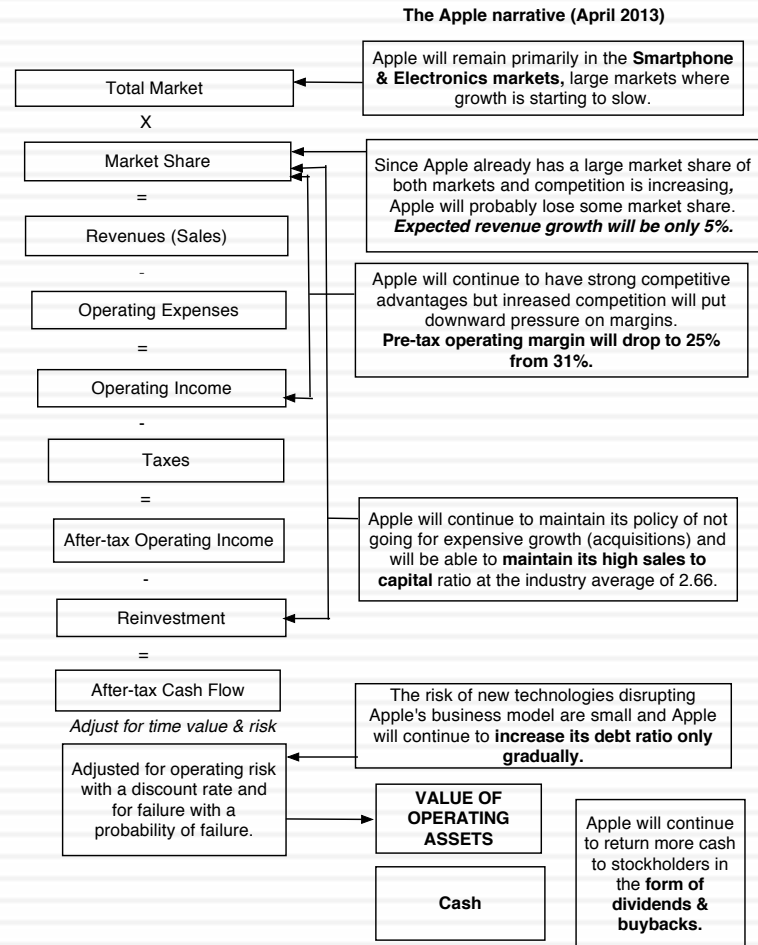 The Apple narrative (April 2013)
Apple will remain primarily in the Smartphone
& Electronics markets, large markets where
growth is starting to slow.
Total Market
X
Market Share
Since Apple already has a large market share of
both markets and competition is increasing,
Apple will probably lose some market share.
Expected revenue growth will be only 5%.
=
Revenues (Sales)
-
Apple will continue to have strong competitive
advantages but inreased competition will put
downward pressure on margins.
Pre-tax operating margin will drop to 25%
from 31%.
Operating Expenses
=
Operating Income
-
Taxes
=
Apple will continue to maintain its policy of not
going for expensive growth (acquisitions) and
will be able to maintain its high sales to
capital ratio at the industry average of 2.66.
After-tax Operating Income
-
Reinvestment
=
After-tax Cash Flow
The risk of new technologies disrupting
Apple's business model are small and Apple
will continue to increase its debt ratio only
gradually.
Adjust for time value & risk
Adjusted for operating risk
with a discount rate and
for failure with a
probability of failure.
VALUE OF
OPERATING
ASSETS
Cash
Apple will continue
to return more cash
to stockholders in
the form of
dividends &
buybacks.